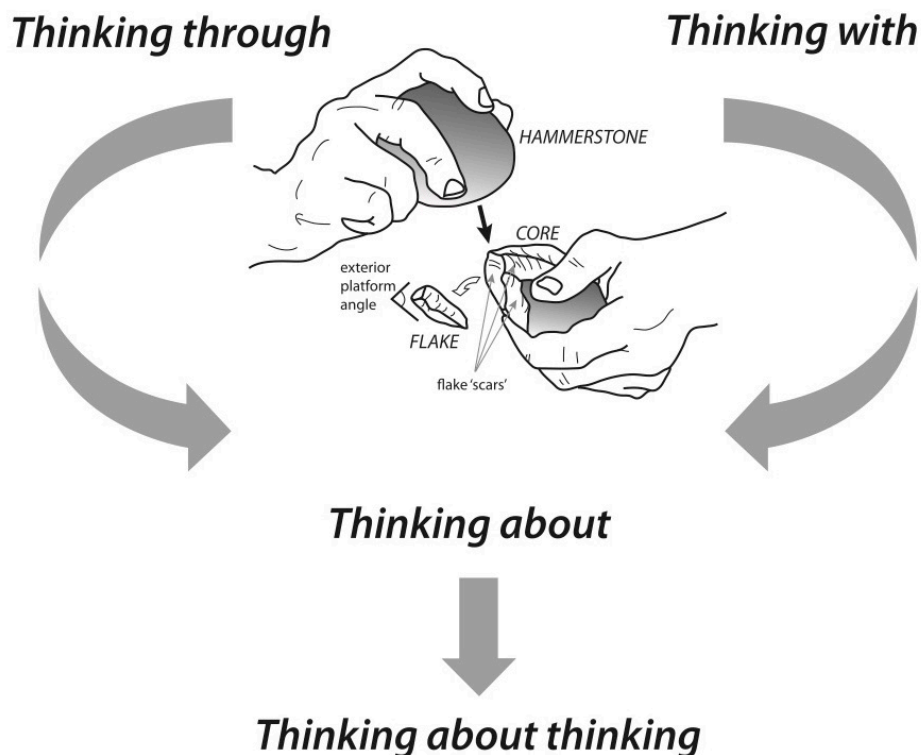 Thinking through
Thinking with
HAMMERSTONE
CORE
exterior
platform
angle
FLAKE
flake ‘scars’
Thinking about
Thinking about thinking